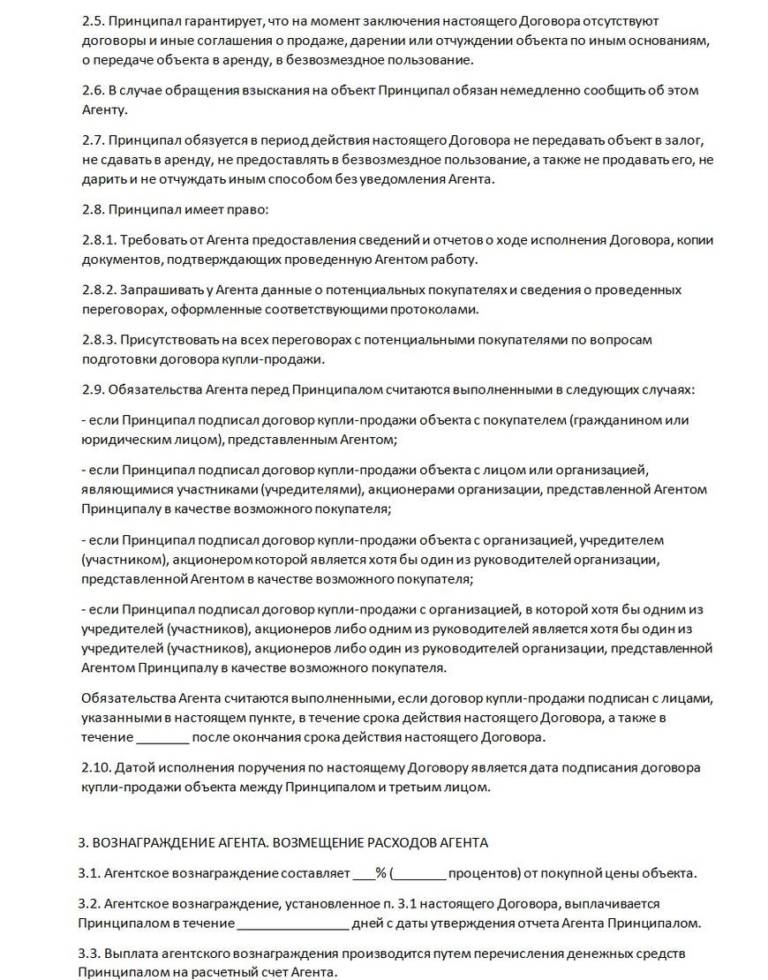 2.5. Принципал гарантирует, что на момент заключения настоящего Договора отсутствуют
договоры и иные соглашения о продаже, дарении или отчуждении объекта по иным основаниям,
о передаче объекта в аренду, в безвозмездное пользование.
2.6. В случае обращения взыскания на объект Принципал обязан немедленно сообщить об этом
Агенту.
2.7. Принципал обязуется в период действия настоящего Договора не передавать объект в залог,
не сдавать в аренду, не предоставлять в безвозмездное пользование, а также не продавать его, не
дарить и не отчуждать иным способом без уведомления Агента.
2.8. Принципал имеет право:
2.8.1. Требовать от Агента предоставления сведений и отчетов о ходе исполнения Договора, копии
документов, подтверждающих проведенную Агентом работу.
2.8.2. Запрашивать у Агента данные о потенциальных покупателях и сведения о проведенных
переговорах, оформленные соответствующими протоколами.
2.8.3. Присутствовать на всех переговорах с потенциальными покупателями по вопросам
подготовки договора купли-продажи.
2.9. Обязательства Агента перед Принципалом считаются выполненными в следующих случаях:
- если Принципал подписал договор купли-продажи объекта с покупателем (гражданином или
юридическим лицом), представленным Агентом;
- если Принципал подписал договор купли-продажи объекта с лицом или организацией,
являющимися участниками (учредителями), акционерами организации, представленной Агентом
Принципалу в качестве возможного покупателя;
- если Принципал подписал договор купли-продажи объекта с организацией, учредителем
(участником), акционером которой является хотя бы один из руководителей организации,
представленной Агентом в качестве возможного покупателя;
- если Принципал подписал договор купли-продажи с организацией, в которой хотя бы одним из
учредителей (участников), акционеров либо одним из руководителей является хотя бы один из
учредителей (участников), акционеров либо один из руководителей организации, представленной
Агентом Принципалу в качестве возможного покупателя.
Обязательства Агента считаются выполненными, если договор купли-продажи подписан с лицами,
указанными в настоящем пункте, в течение срока действия настоящего Договора, а также в
течение ________ после окончания срока действия настоящего Договора.
2.10. Датой исполнения поручения по настоящему Договору является дата подписания договора
купли-продажи объекта между Принципалом и третьим лицом.
3. ВОЗНАГРАЖДЕНИЕ АГЕНТА. ВОЗМЕЩЕНИЕ РАСХОДОВ АГЕНТА
3.1. Агентское вознаграждение составляет ___% (________ процентов) от покупной цены объекта.
3.2. Агентское вознаграждение, установленное п. 3.1 настоящего Договора, выплачивается
Принципалом в течение _________________ дней с даты утверждения отчета Агента Принципалом.
3.3. Выплата агентского вознаграждения производится путем перечисления денежных средств
Принципалом на расчетный счет Агента.